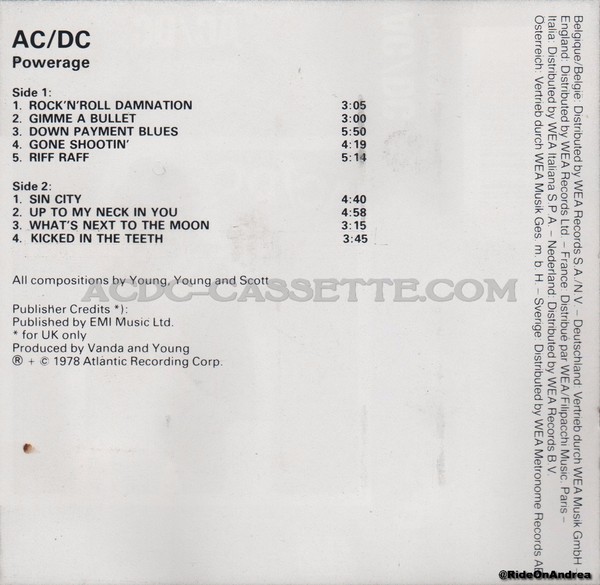 AC/DC
Powerage
Side 1:
1. ROCK'N'ROLL DAMNATION 3:05
2. GIMME A BULLET 3:00
3. DOWN PAYMENT BLUES 5:50
4. GONE SHOOTIN' 4:19
5. RIFF RAFF 5:14
Side 2:
1. SIN CITY 4:40
2. UP TO MY NECK IN YOU 4:58
3. WHAT'S NEXT TO THE MOON 3:15
4. KICKED IN THE TEETH 3:45
All compositions by Young, Young and Scott
ACDC-CASSETTE.COM
Publisher Credits *):
Published by EMI Music Ltd.
* for UK only
Produced by Vanda and Young
℗ + © 1978 Atlantic Recording Corp.
Belgique/België: Distributed by WEA Records S.A./N.V. – Deutschland: Vertrieb durch WEA Musik GmbH –
England: Distributed by WEA Records Ltd. – France: Distribué par WEA/Filipacchi Music, Paris –
Italia: Distributed by WEA Italiana S.P.A. – Nederland: Distributed by WEA Records B.V.
Österreich: Vertrieb durch WEA Musik Ges. m. b. H. – Sverige: Distributed by WEA Metronome Records AB
@RideOnAndrea